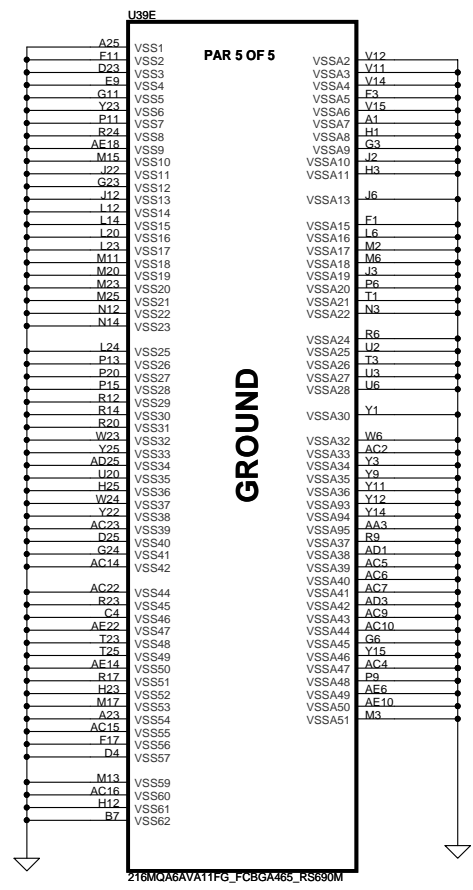 U39E
PAR 5 OF 5
A25 VSS1
F11 VSS2
D23 VSS3
E9 VSS4
G11 VSS5
Y23 VSS6
P11 VSS7
R24 VSS8
AE18 VSS9
M15 VSS10
J22 VSS11
G23 VSS12
J12 VSS13
L12 VSS14
L14 VSS15
L20 VSS16
L23 VSS17
M11 VSS18
M20 VSS19
M23 VSS20
M25 VSS21
N12 VSS22
N14 VSS23
L24 VSS25
P13 VSS26
P20 VSS27
P15 VSS28
R12 VSS29
R14 VSS30
R20 VSS31
W23 VSS32
Y25 VSS33
AD25 VSS34
U20 VSS35
H25 VSS36
W24 VSS37
Y22 VSS38
AC23 VSS39
D25 VSS40
G24 VSS41
AC14 VSS42
AC22 VSS44
R23 VSS45
C4 VSS46
AE22 VSS47
T23 VSS48
T25 VSS49
AE14 VSS50
R17 VSS51
H23 VSS52
M17 VSS53
A23 VSS54
AC15 VSS55
F17 VSS56
D4 VSS57
M13 VSS59
AC16 VSS60
H12 VSS61
B7 VSS62
GROUND
VSSA2 V12
VSSA3 V11
VSSA4 V14
VSSA5 F3
VSSA6 V15
VSSA7 A1
VSSA8 H1
VSSA9 G3
VSSA10 J2
VSSA11 H3
VSSA13 J6
VSSA15 F1
VSSA16 L6
VSSA17 M2
VSSA18 M6
VSSA19 J3
VSSA20 P6
VSSA21 T1
VSSA22 N3
VSSA24 R6
VSSA25 U2
VSSA26 T3
VSSA27 U3
VSSA28 U6
VSSA30 Y1
VSSA32 W6
VSSA33 AC2
VSSA34 Y3
VSSA35 Y9
VSSA36 Y11
VSSA93 Y12
VSSA94 Y14
VSSA95 AA3
VSSA37 R9
VSSA38 AD1
VSSA39 AC5
VSSA40 AC6
VSSA41 AC7
VSSA42 AD3
VSSA43 AC9
VSSA44 AC10
VSSA45 G6
VSSA46 Y15
VSSA47 AC4
VSSA48 P9
VSSA49 AE6
VSSA50 AE10
VSSA51 M3
216MQA6AVA11FG_FCBGA465_RS690M